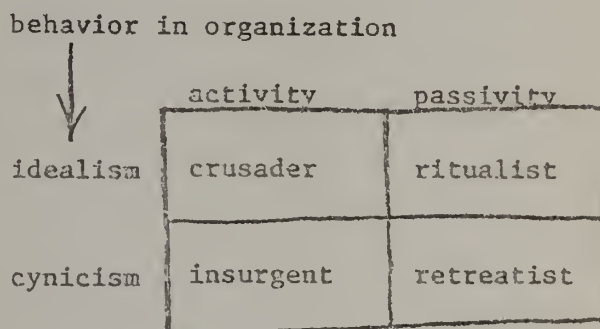 behavior in organization
activity passivity
idealism crusader ritualist
cynicism insurgent retreatist